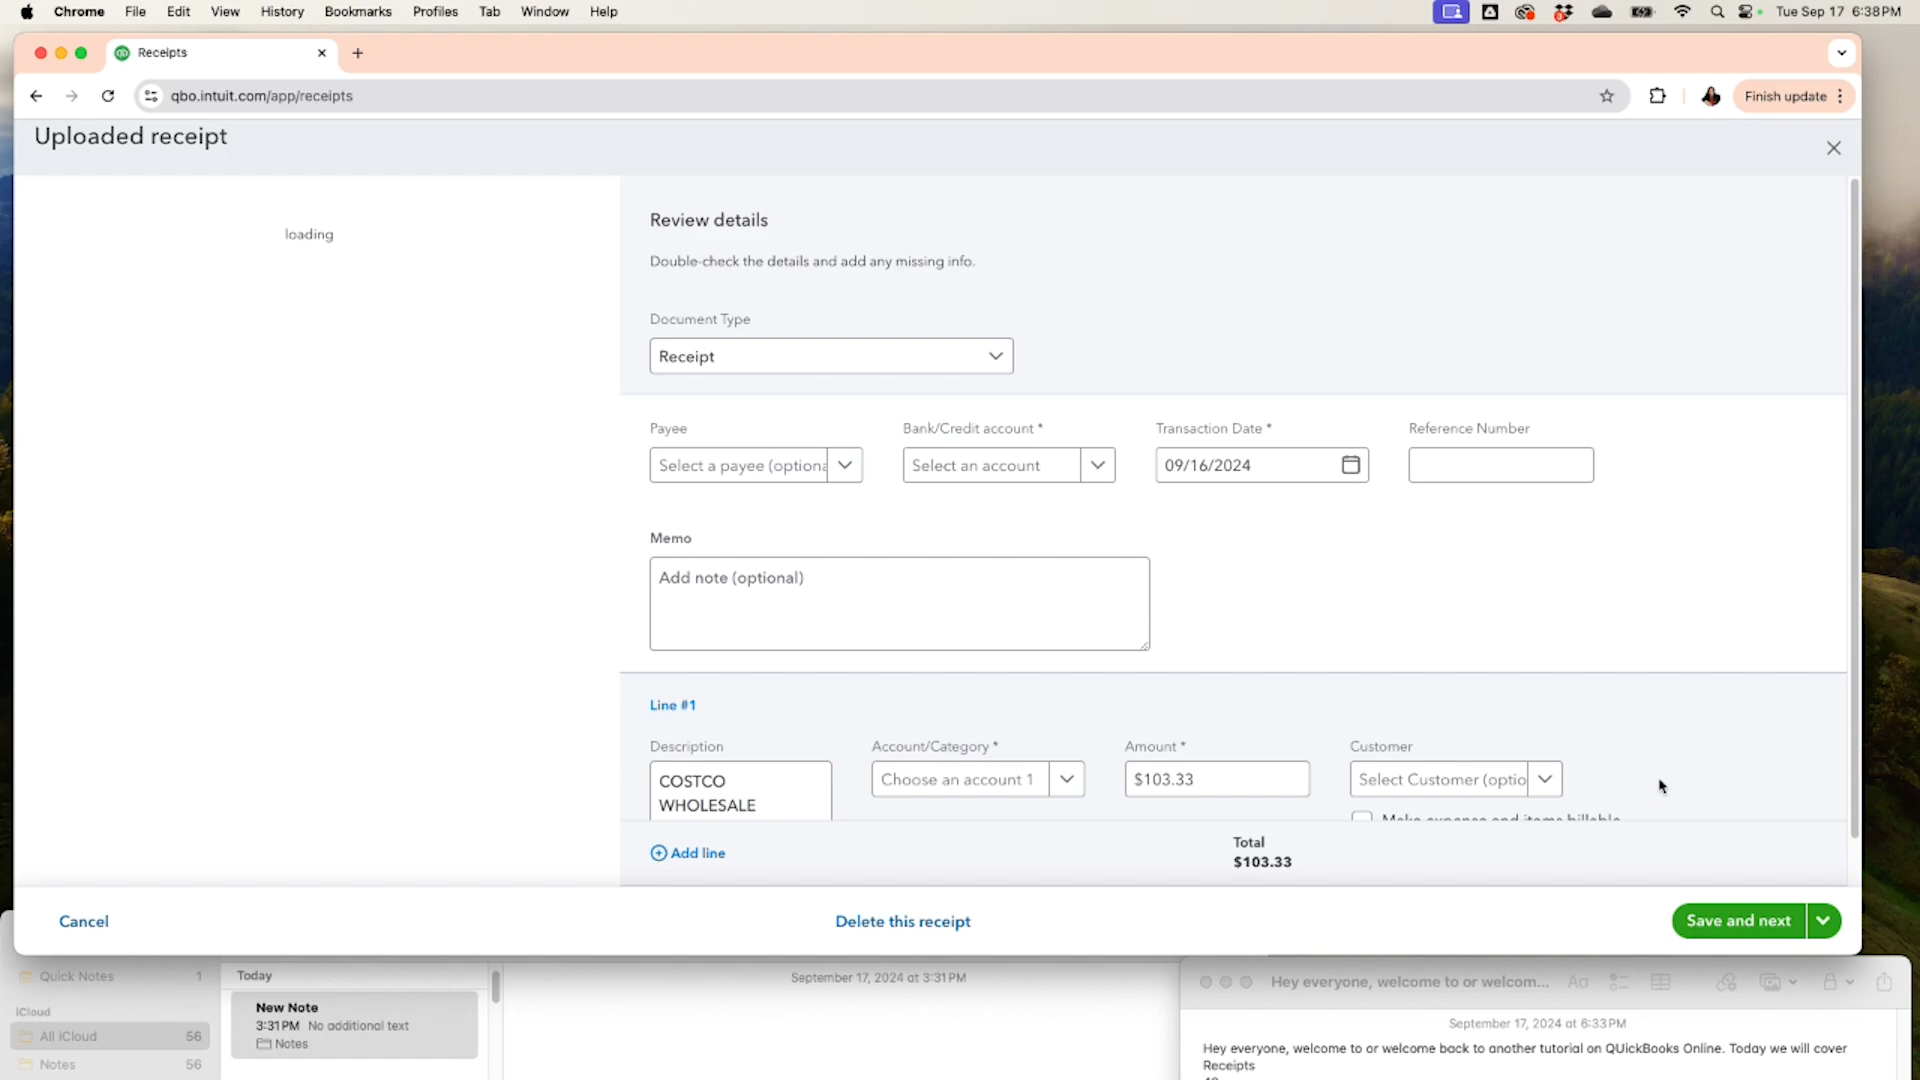 Chrome File Edit View History Bookmarks Profiles Tab Window Help
Tue Sep 17 6:38 PM
Receipts
qbo.intuit.com/app/receipts
Finish update
Uploaded receipt
loading
Review details
Double-check the details and add any missing info.
Document Type
Receipt
Payee
Bank/Credit account *
Transaction Date *
Reference Number
Select a payee (optiona
Select an account
09/16/2024
Memo
Add note (optional)
Line #1
Description
Account/Category *
Amount *
Customer
COSTCO
WHOLESALE
Choose an account 1
$103.33
Select Customer (optio
Make expense and items billable
Add line
Total
$103.33
Cancel
Delete this receipt
Save and next
Quick Notes 1
iCloud
All iCloud 56
Notes 56
Today
New Note
3:31 PM No additional text
Notes
September 17, 2024 at 3:31 PM
Hey everyone, welcome to or welcom...
Aa
September 17, 2024 at 6:33 PM
Hey everyone, welcome to or welcome back to another tutorial on QUickBooks Online. Today we will cover
Receipts